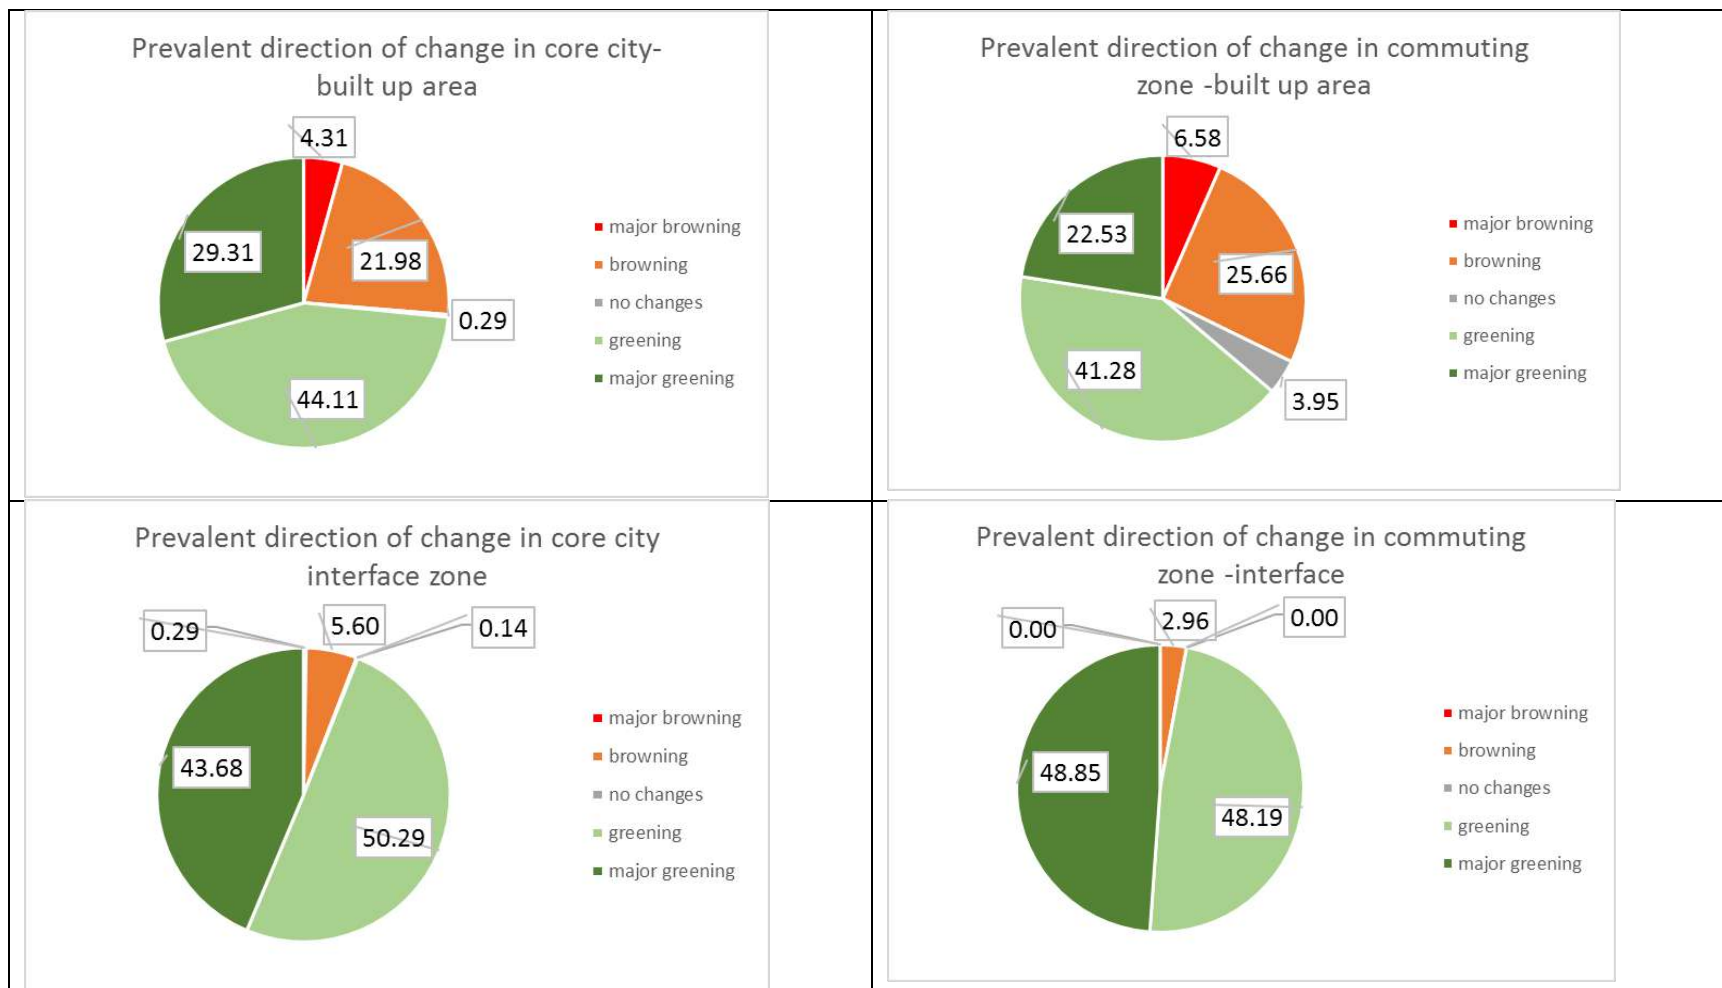 Prevalent direction of change in core city-
built up area
4.31
29.31
21.98
0.29
44.11
major browning
browning
no changes
greening
major greening
Prevalent direction of change in commuting
zone -built up area
6.58
22.53
25.66
41.28
3.95
major browning
browning
no changes
greening
major greening
Prevalent direction of change in core city
interface zone
0.29
5.60
0.14
43.68
50.29
major browning
browning
no changes
greening
major greening
Prevalent direction of change in commuting
zone -interface
0.00
2.96
0.00
48.85
48.19
major browning
browning
no changes
greening
major greening